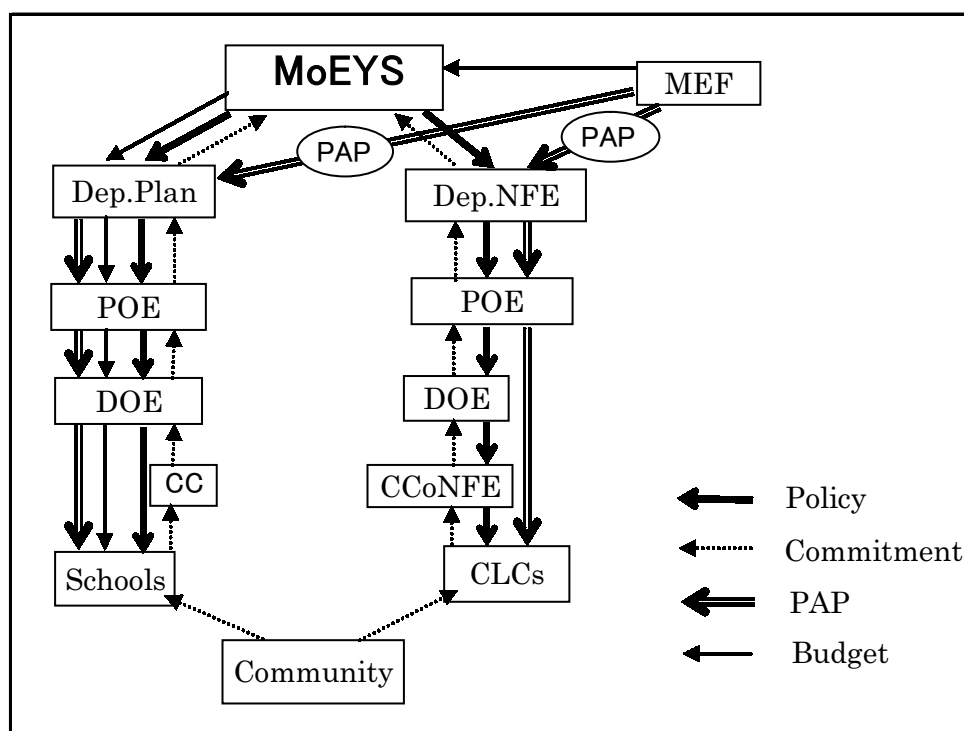 MoEYS
MEF
PAP
PAP
Dep.Plan
Dep.NFE
POE
POE
DOE
DOE
CC
CCoNFE
Schools
CLCs
Community
Policy
Commitment
PAP
Budget